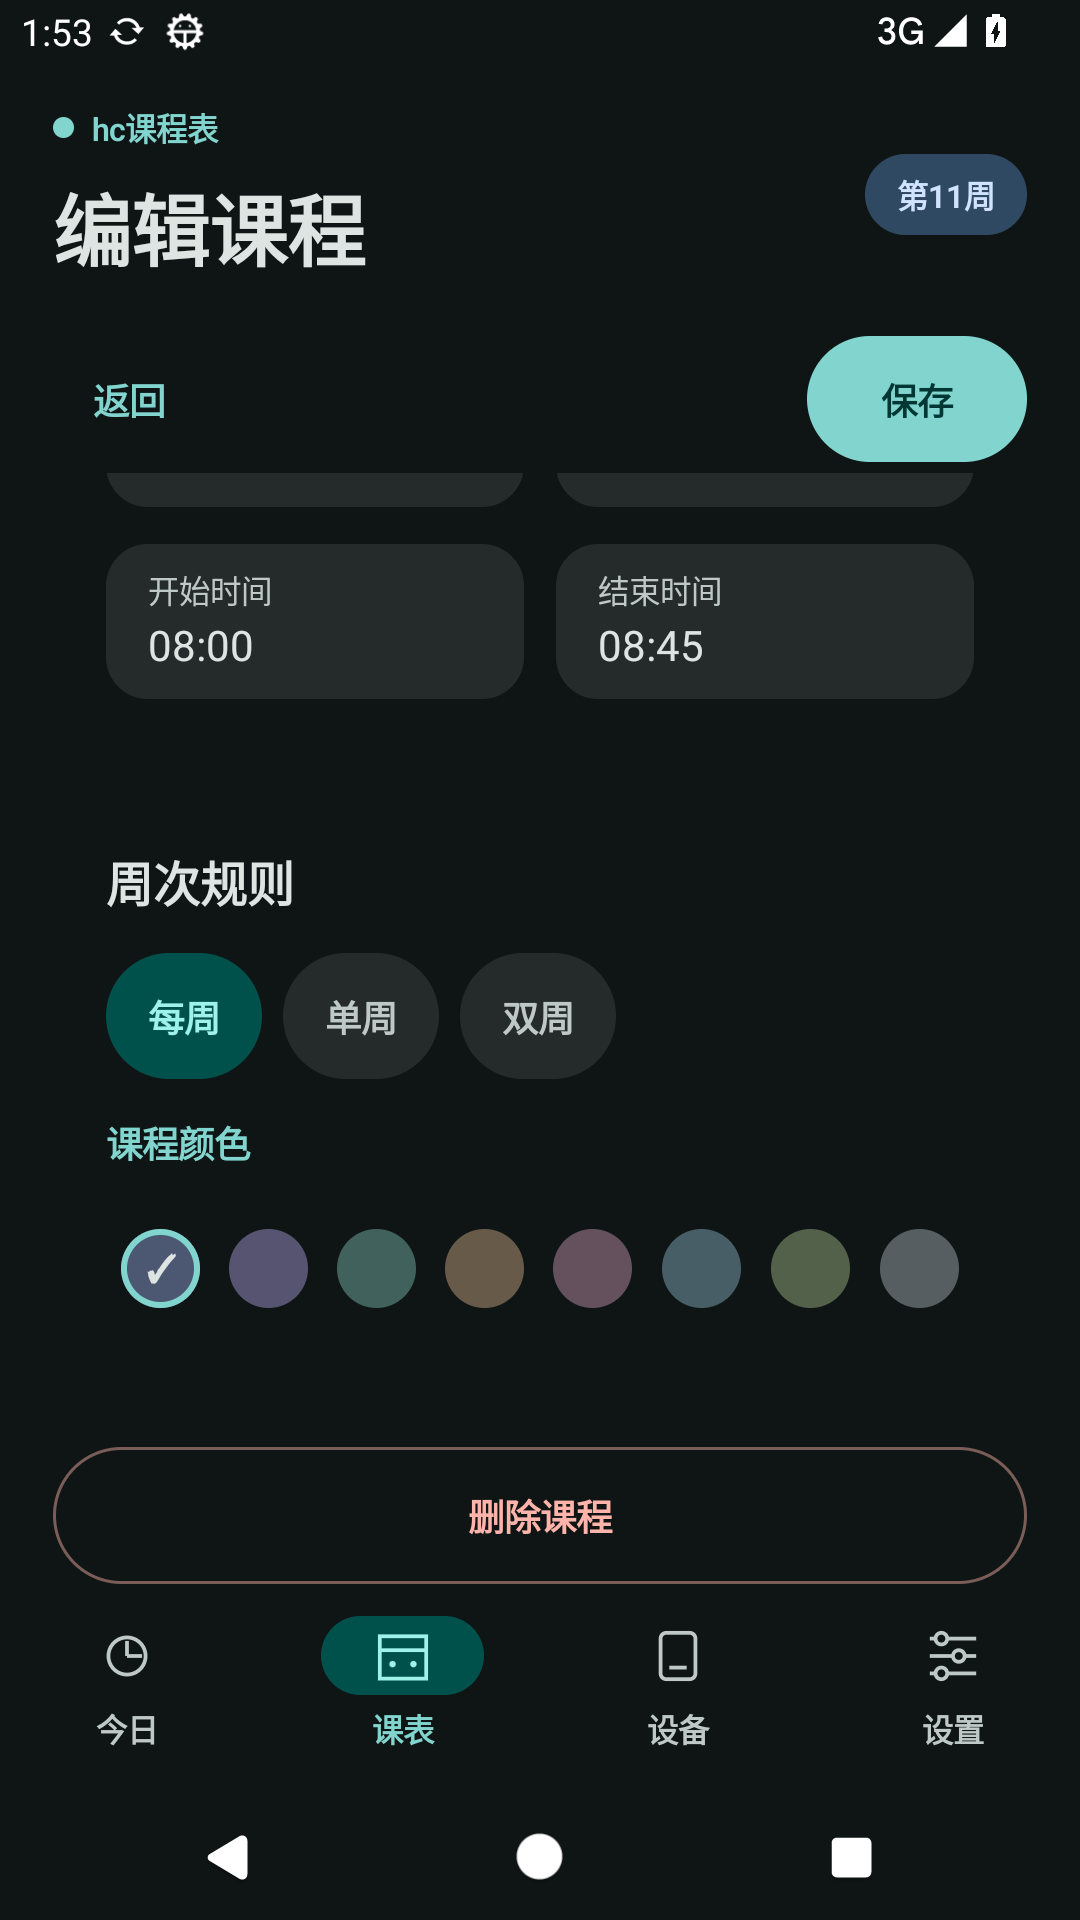 1:53
3G
hc课程表
编辑课程
第11周
返回
保存
开始时间
08:00
结束时间
08:45
周次规则
每周
单周
双周
课程颜色
删除课程
今日
课表
设备
设置